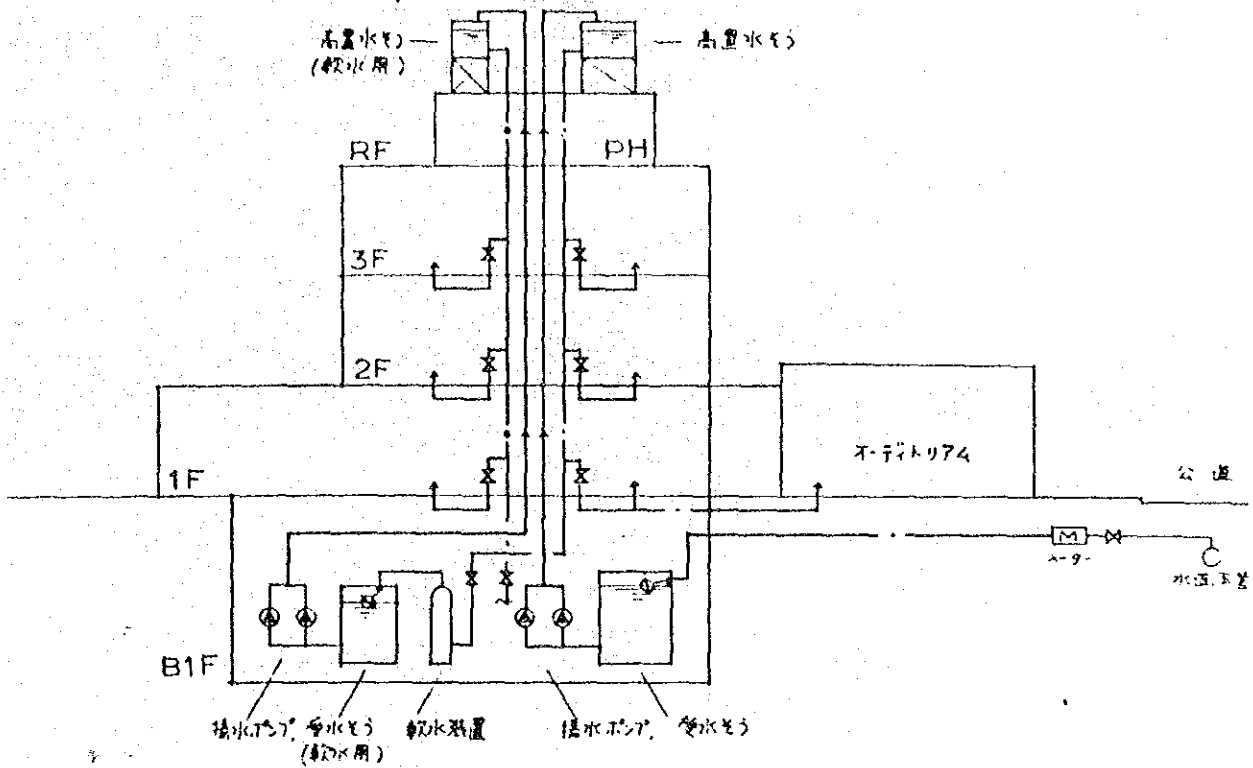 高置水そう
(軟水用)
高置水そう
RF
PH
3F
2F
オーディトリアム
1F
公道
M
メーター
水道本管
B1F
揚水ポンプ
受水そう
(軟水用)
軟水装置
揚水ポンプ
受水そう